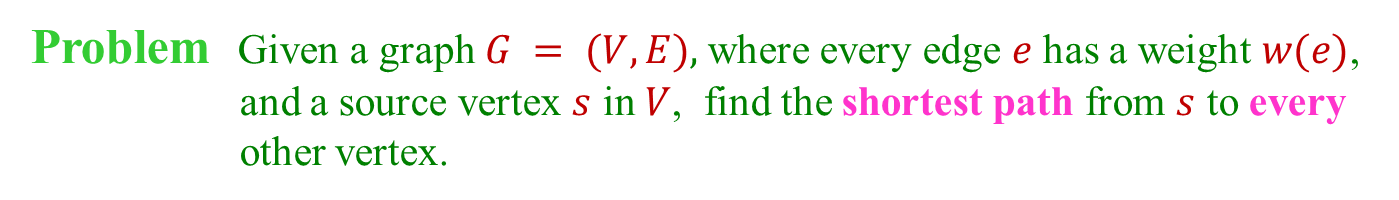 Problem Given a graph G = (V, E), where every edge e has a weight w(e),
and a source vertex s in V, find the shortest path from s to every
other vertex.